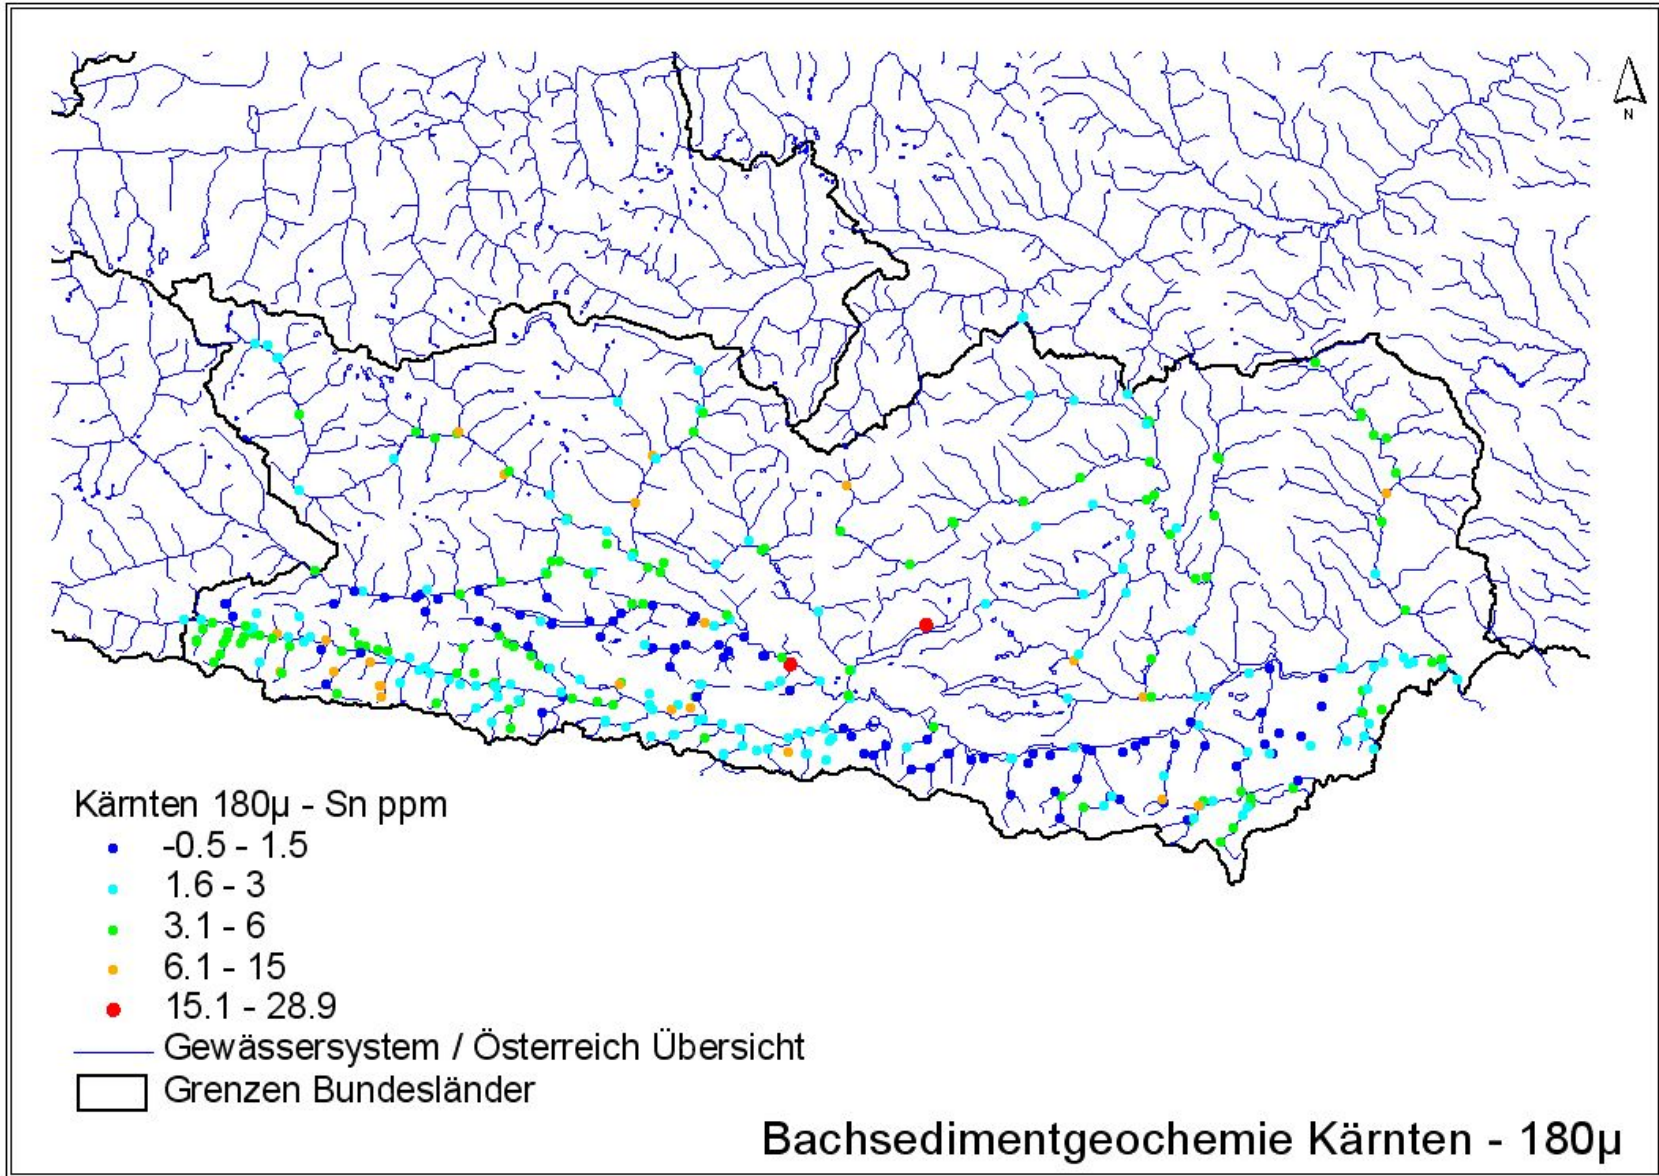 N
Kärnten 180µ - Sn ppm
-0.5 - 1.5
1.6 - 3
3.1 - 6
6.1 - 15
15.1 - 28.9
Gewässersystem / Österreich Übersicht
Grenzen Bundesländer
Bachsedimentgeochemie Kärnten - 180µ